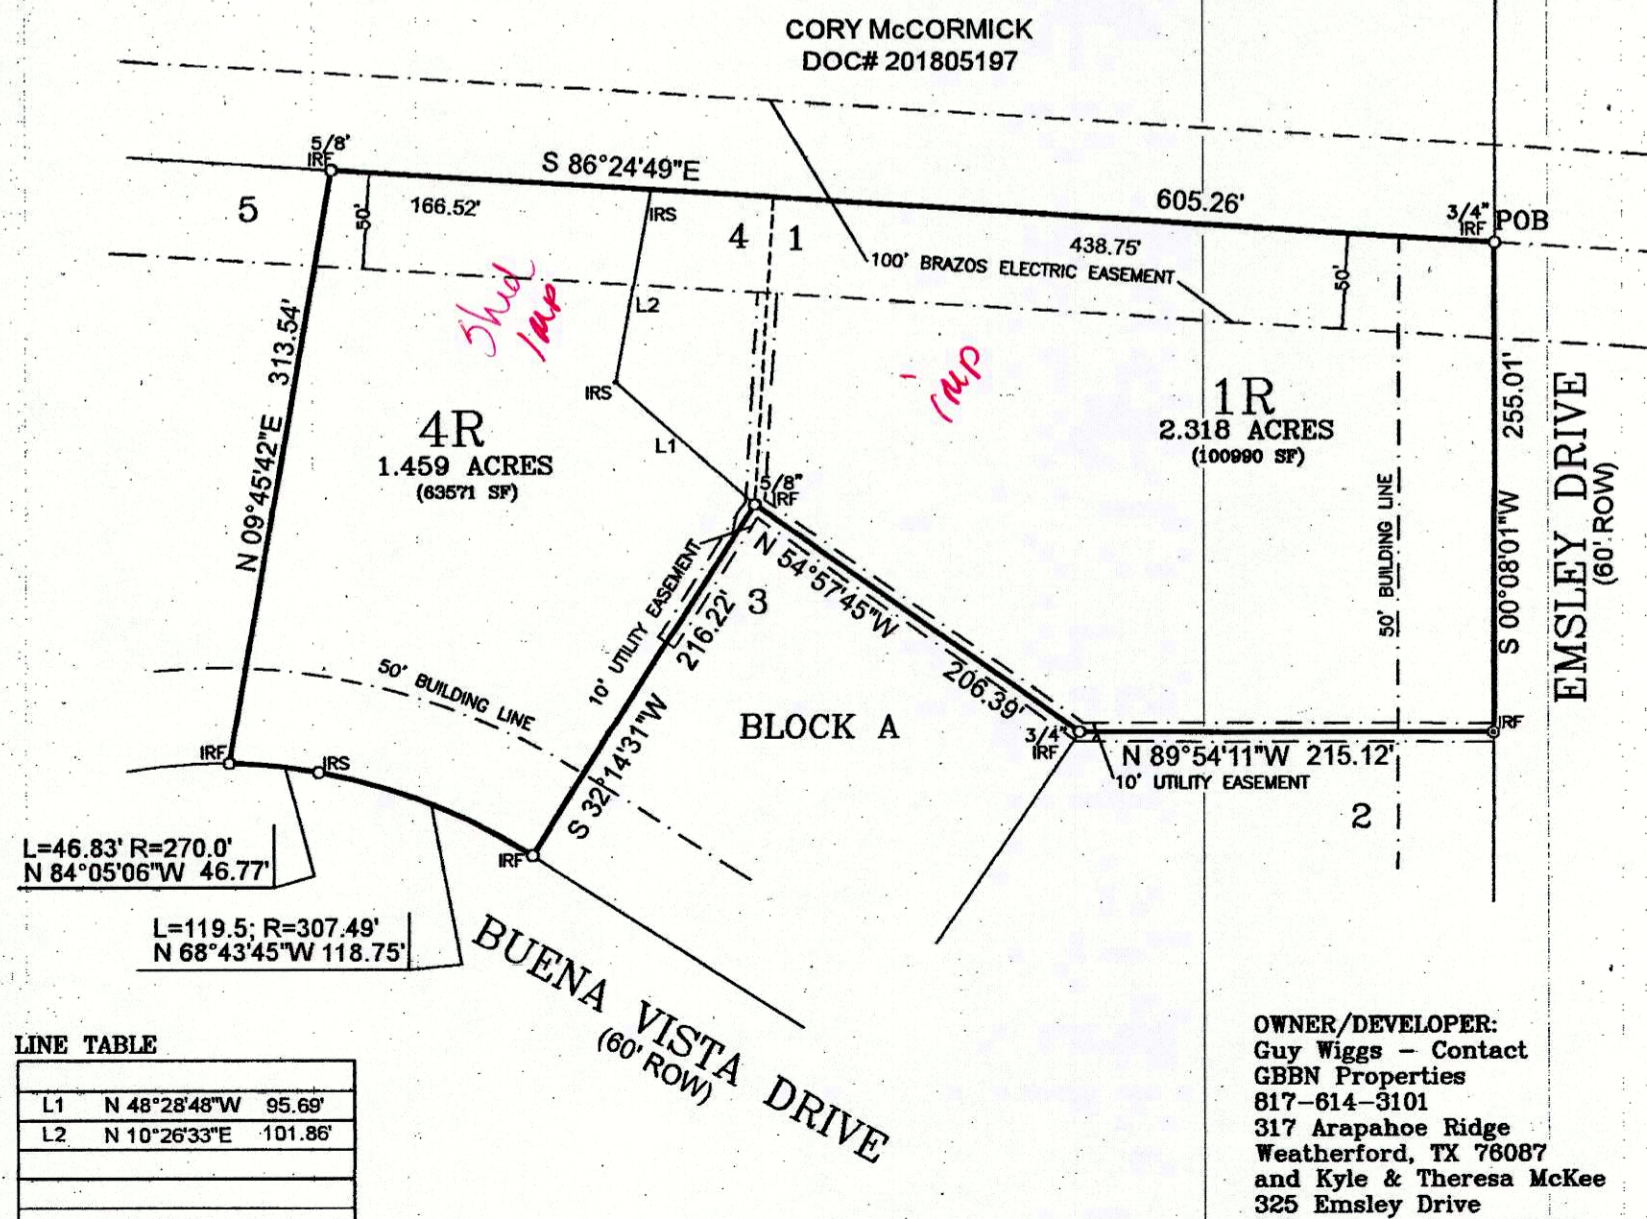 CORY McCORMICK
DOC# 201805197
5/8'
IRF
S 86°24'49"E
605.26'
3/4"
IRF
POB
5
50'
166.52'
IRS
4
1
438.75'
100' BRAZOS ELECTRIC EASEMENT
50'
L2
imp
imp
N 09°45'42"E 313.54'
IRS
L1
4R
1.459 ACRES
(63571 SF)
1R
2.318 ACRES
(100990 SF)
255.01'
S 00°08'01"W
EMSLEY DRIVE
(60' ROW)
50' BUILDING LINE
5/8"
IRF
N 54°57'45"W
206.39'
10' UTILITY EASEMENT
3
216.22'
S 32°14'31"W
50' BUILDING LINE
BLOCK A
3/4"
IRF
IRF
N 89°54'11"W 215.12'
10' UTILITY EASEMENT
2
IRF
IRS
IRF
L=46.83' R=270.0'
N 84°05'06"W 46.77'
L=119.5; R=307.49'
N 68°43'45"W 118.75'
BUENA VISTA DRIVE
(60' ROW)
LINE TABLE
L1 N 48°28'48"W 95.69'
L2 N 10°26'33"E 101.86'
OWNER/DEVELOPER:
Guy Wiggs – Contact
GBBN Properties
817-614-3101
317 Arapahoe Ridge
Weatherford, TX 76087
and Kyle & Theresa McKee
325 Emsley Drive